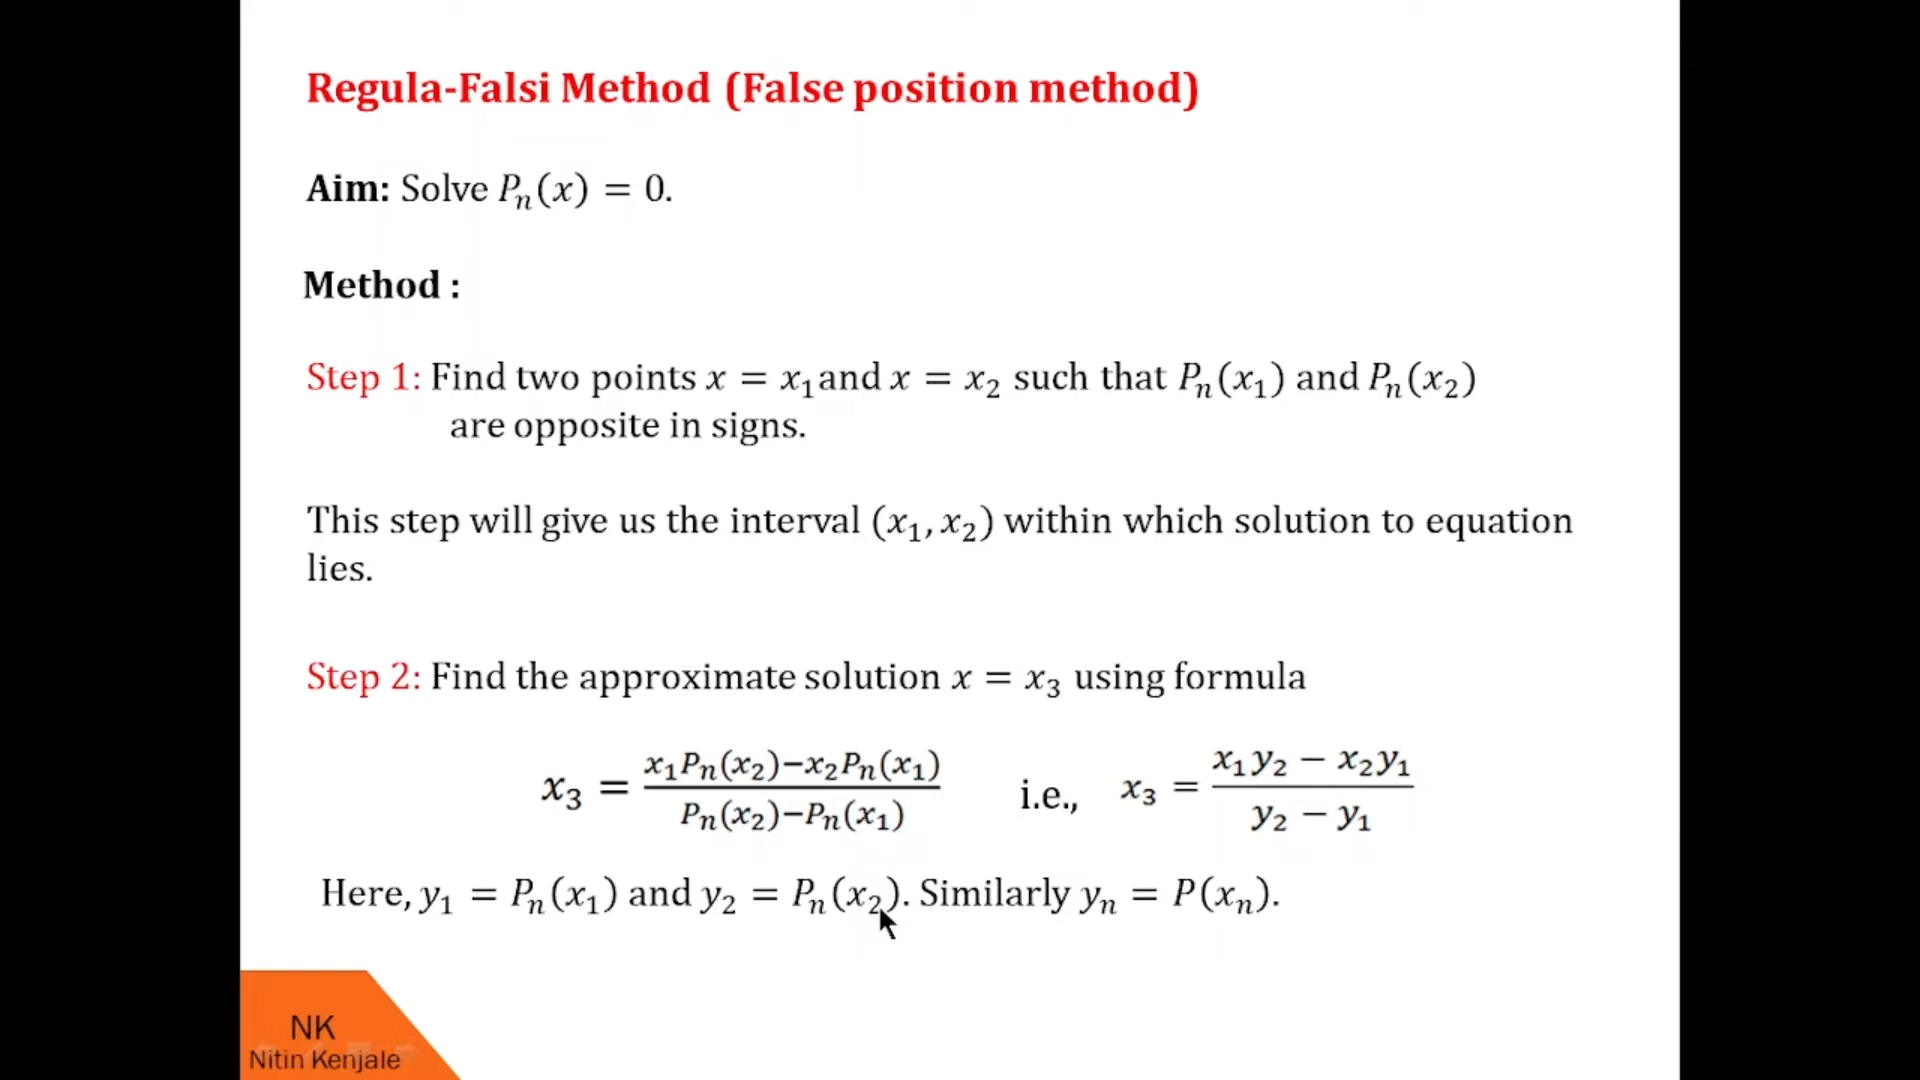 Regula-Falsi Method (False position method)
Aim: Solve Pₙ(x) = 0.
Method :
Step 1: Find two points x = x₁and x = x₂ such that Pₙ(x₁) and Pₙ(x₂)
are opposite in signs.
This step will give us the interval (x₁, x₂) within which solution to equation
lies.
Step 2: Find the approximate solution x = x₃ using formula
x₃ = (x₁Pₙ(x₂)−x₂Pₙ(x₁))/(Pₙ(x₂)−Pₙ(x₁)) i.e., x₃ = (x₁y₂ − x₂y₁)/(y₂ − y₁)
Here, y₁ = Pₙ(x₁) and y₂ = Pₙ(x₂). Similarly yₙ = P(xₙ).
NK
Nitin Kenjale